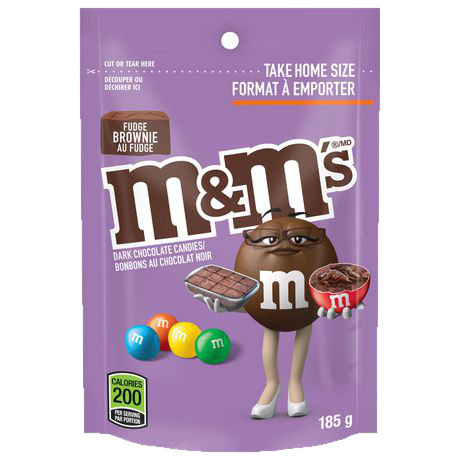 CUT OR TEAR HERE
DÉCOUPER OU
DÉCHIRER ICI
TAKE HOME SIZE
FORMAT À EMPORTER
FUDGE
BROWNIE
AU FUDGE
m&m's
®/MD
DARK CHOCOLATE CANDIES/
BONBONS AU CHOCOLAT NOIR
m
m
m
m
m
m
CALORIES
200
PER SERVING
PAR PORTION
185 g